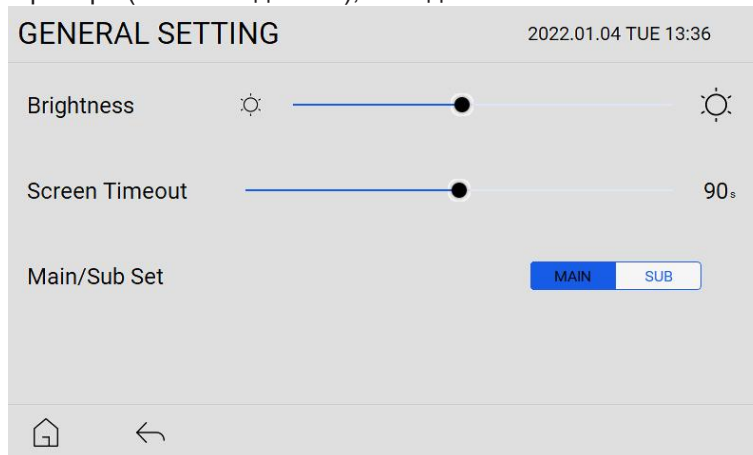 GENERAL SETTING 2022.01.04 TUE 13:36
Brightness
Screen Timeout 90s
Main/Sub Set MAIN SUB